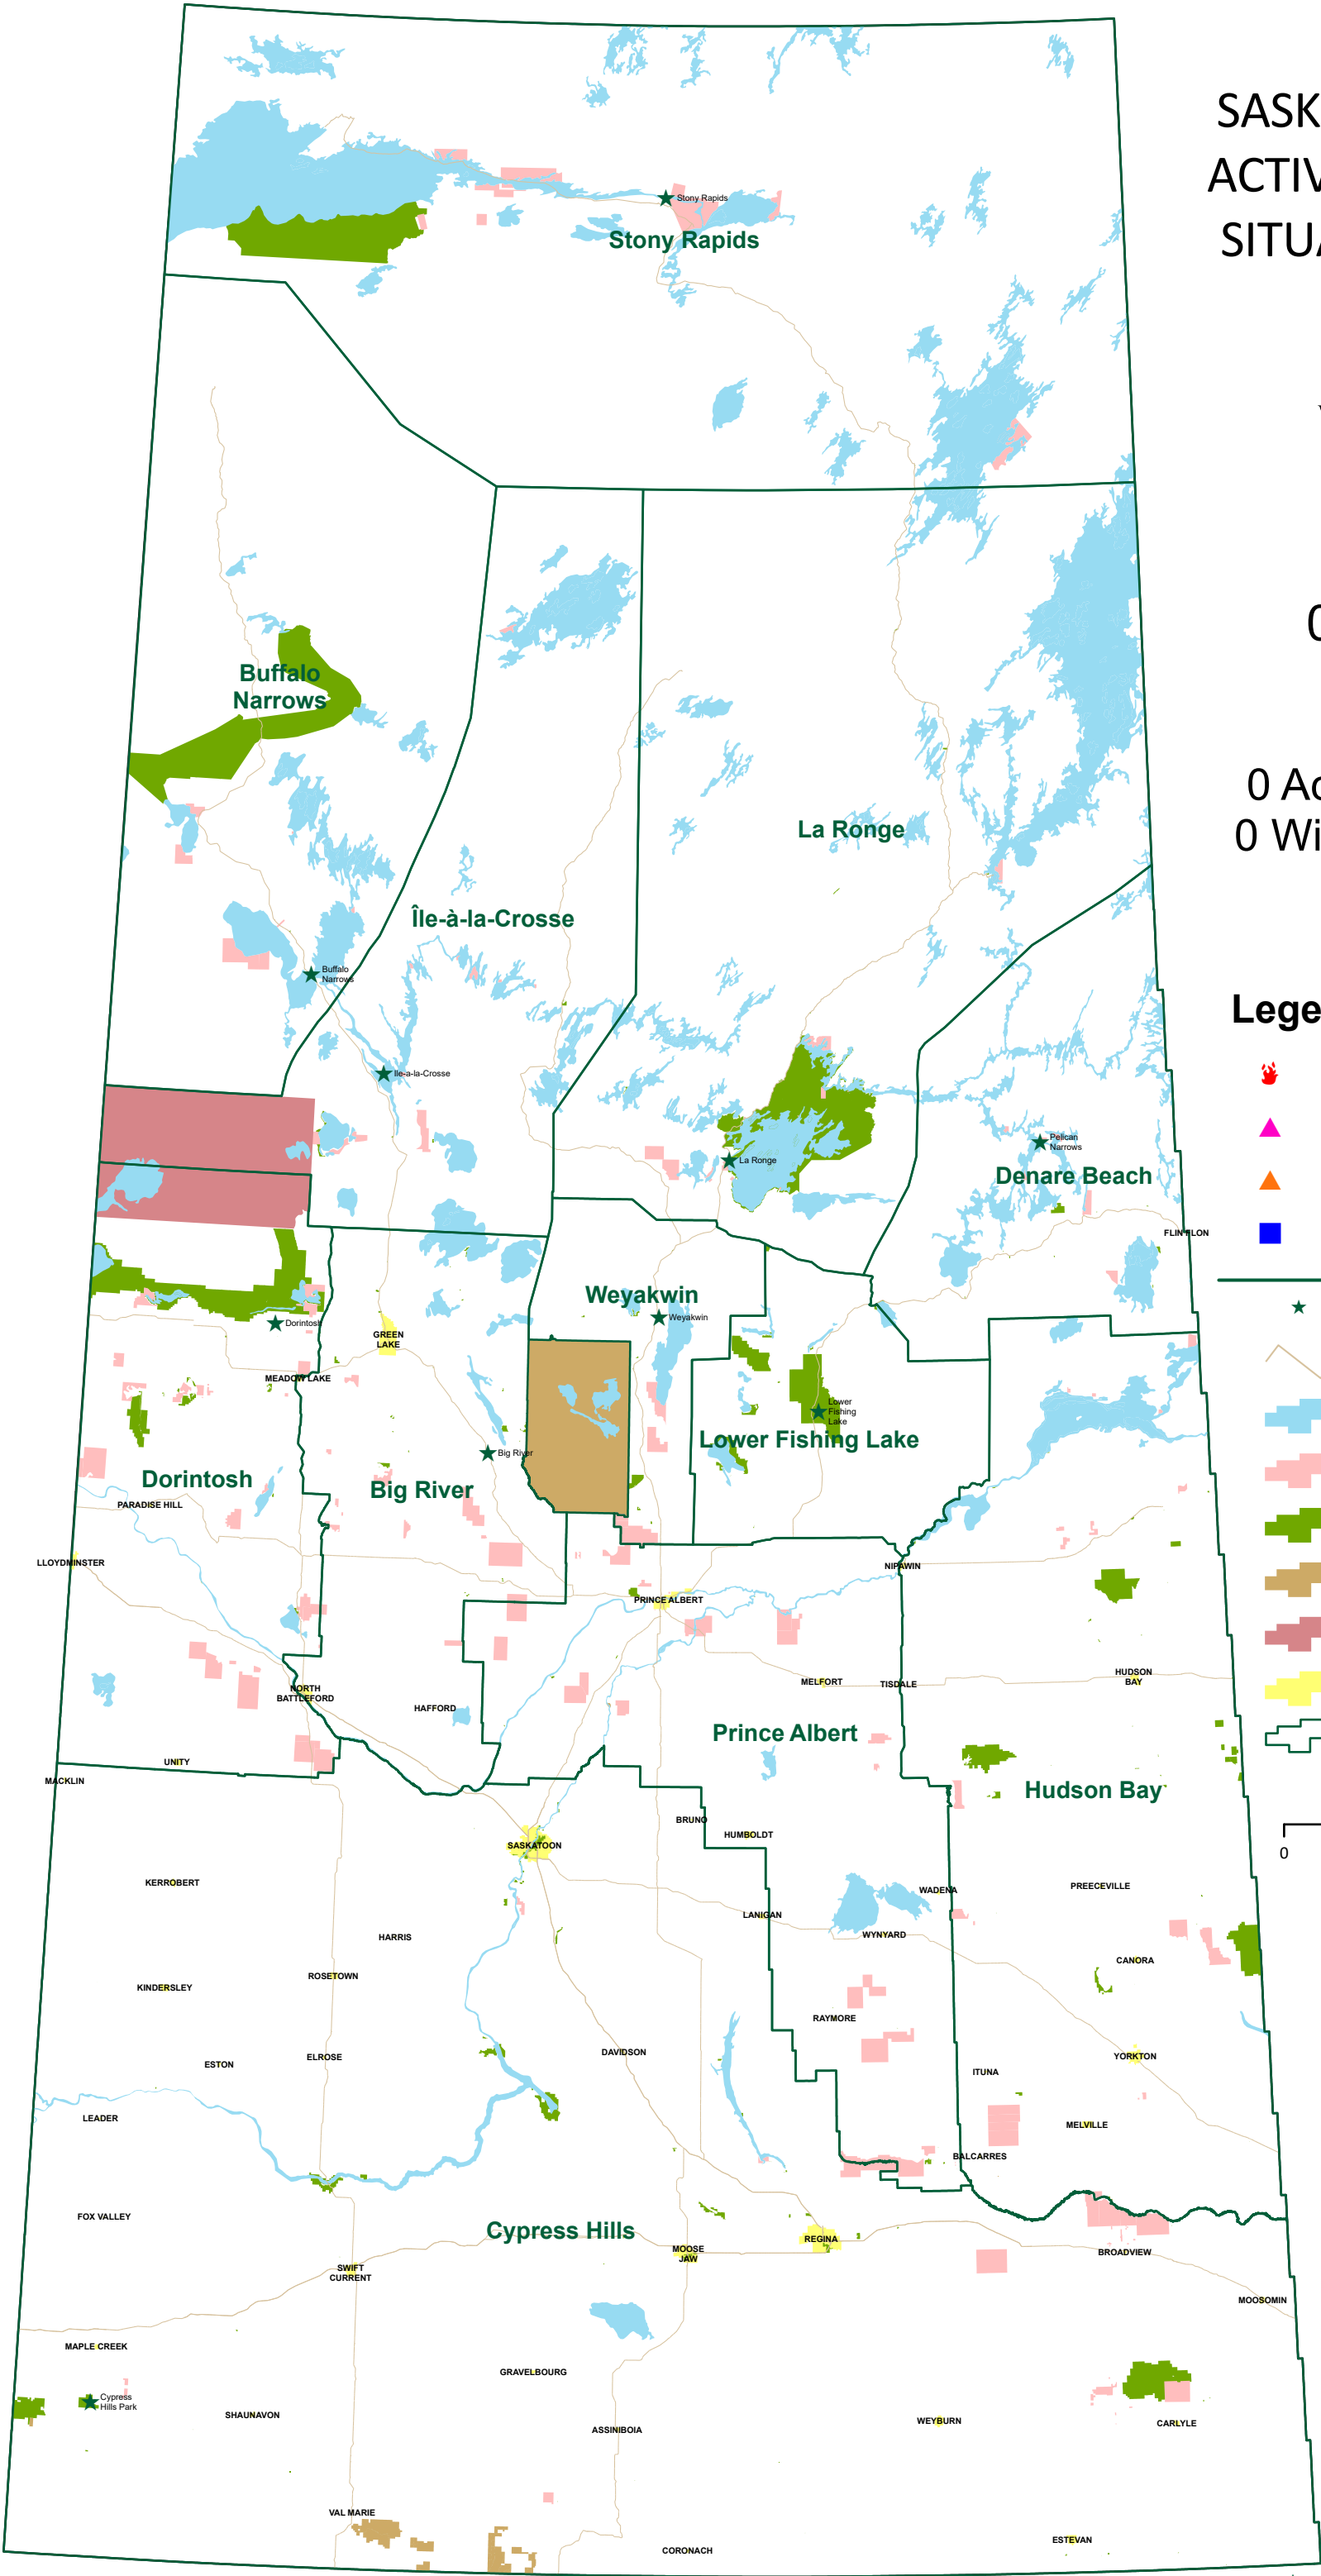 SASK
ACTIV
SITUA
0
0 Ac
0 Wi
Lege
0
Stony Rapids
Stony Rapids
Buffalo
Narrows
La Ronge
Île-à-la-Crosse
Buffalo
Narrows
Ile-a-la-Crosse
Pelican
Narrows
La Ronge
Denare Beach
FLIN FLON
Weyakwin
Weyakwin
Dorintosh
GREEN
LAKE
MEADOW LAKE
Lower
Fishing
Lake
Lower Fishing Lake
Big River
Dorintosh
Big River
PARADISE HILL
LLOYDMINSTER
NIPAWIN
PRINCE ALBERT
HUDSON
BAY
MELFORT
TISDALE
NORTH
BATTLEFORD
HAFFORD
Prince Albert
UNITY
MACKLIN
Hudson Bay
BRUNO
HUMBOLDT
SASKATOON
KERROBERT
PREECEVILLE
WADENA
LANIGAN
WYNYARD
HARRIS
CANORA
ROSETOWN
KINDERSLEY
RAYMORE
DAVIDSON
YORKTON
ELROSE
ESTON
ITUNA
LEADER
MELVILLE
BALCARRES
FOX VALLEY
Cypress Hills
REGINA
MOOSE
JAW
BROADVIEW
SWIFT
CURRENT
MOOSOMIN
MAPLE CREEK
GRAVELBOURG
Cypress
Hills Park
SHAUNAVON
WEYBURN
CARLYLE
ASSINIBOIA
VAL MARIE
ESTEVAN
CORONACH